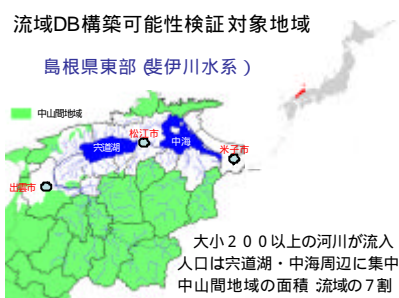 流域DB構築可能性検証 対象地域
島根県東部（斐伊川水系）
中山間地域
松江市
中海
宍道湖
米子市
出雲市
大小２００以上の河川が流入
人口は宍道湖・中海周辺に集中
中山間地域の面積:流域の７割